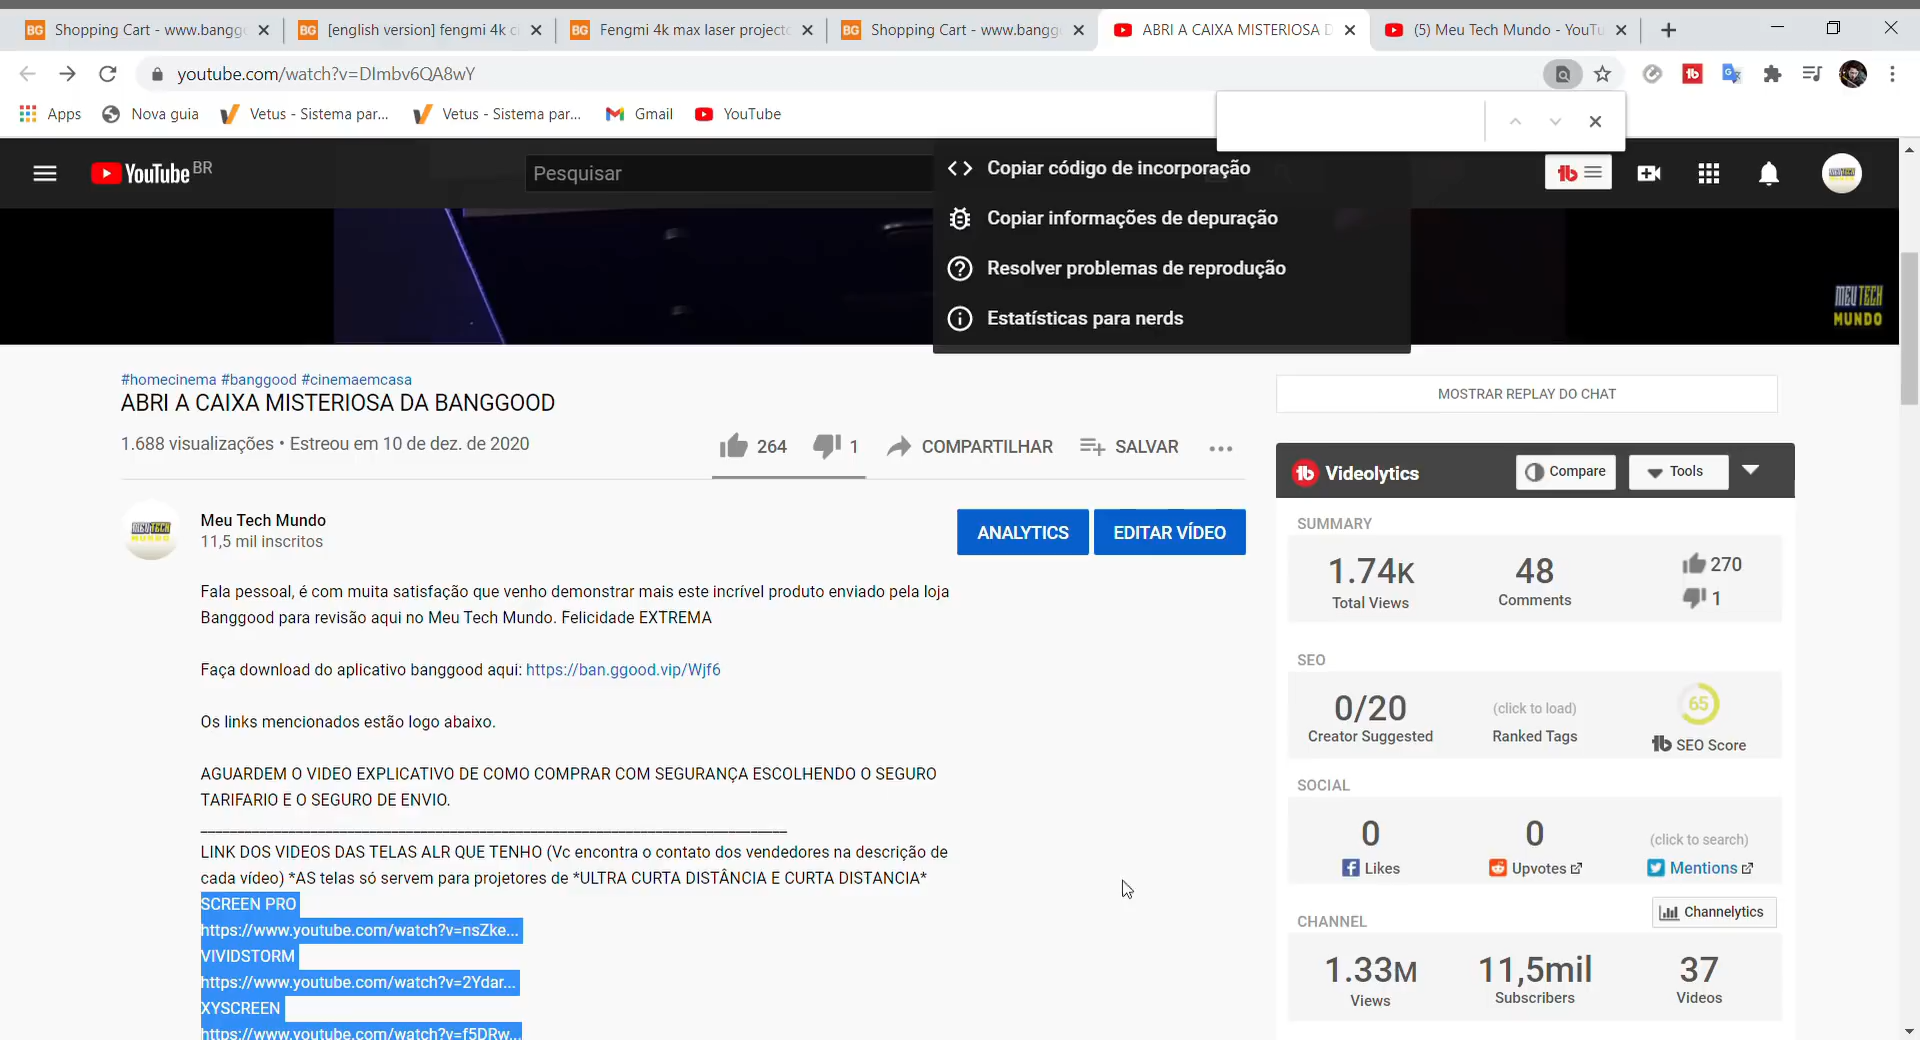 Shopping Cart - www.bangg
[english version] fengmi 4k c
Fengmi 4k max laser projecto
Shopping Cart - www.bangg
ABRI A CAIXA MISTERIOSA D
(5) Meu Tech Mundo - YouTu
youtube.com/watch?v=DImbv6QA8wY
Apps
Nova guia
Vetus - Sistema par...
Vetus - Sistema par...
Gmail
YouTube
YouTube BR
Pesquisar
Copiar código de incorporação
Copiar informações de depuração
Resolver problemas de reprodução
Estatísticas para nerds
MEU TECH
MUNDO
#homecinema #banggood #cinemaemcasa
ABRI A CAIXA MISTERIOSA DA BANGGOOD
1.688 visualizações • Estreou em 10 de dez. de 2020
264
1
COMPARTILHAR
SALVAR
MEU TECH
MUNDO
Meu Tech Mundo
11,5 mil inscritos
ANALYTICS
EDITAR VÍDEO
Fala pessoal, é com muita satisfação que venho demonstrar mais este incrível produto enviado pela loja
Banggood para revisão aqui no Meu Tech Mundo. Felicidade EXTREMA
Faça download do aplicativo banggood aqui: https://ban.ggood.vip/Wjf6
Os links mencionados estão logo abaixo.
AGUARDEM O VIDEO EXPLICATIVO DE COMO COMPRAR COM SEGURANÇA ESCOLHENDO O SEGURO
TARIFARIO E O SEGURO DE ENVIO.
LINK DOS VIDEOS DAS TELAS ALR QUE TENHO (Vc encontra o contato dos vendedores na descrição de
cada vídeo) *AS telas só servem para projetores de *ULTRA CURTA DISTÂNCIA E CURTA DISTANCIA*
SCREEN PRO
https://www.youtube.com/watch?v=nsZke...
VIVIDSTORM
https://www.youtube.com/watch?v=2Ydar...
XYSCREEN
https://www.youtube.com/watch?v=f5DRw...
MOSTRAR REPLAY DO CHAT
Videolytics
Compare
Tools
SUMMARY
1.74K
Total Views
48
Comments
270
1
SEO
0/20
Creator Suggested
(click to load)
Ranked Tags
65
SEO Score
SOCIAL
0
Likes
0
Upvotes
(click to search)
Mentions
CHANNEL
Channelytics
1.33M
Views
11,5mil
Subscribers
37
Videos